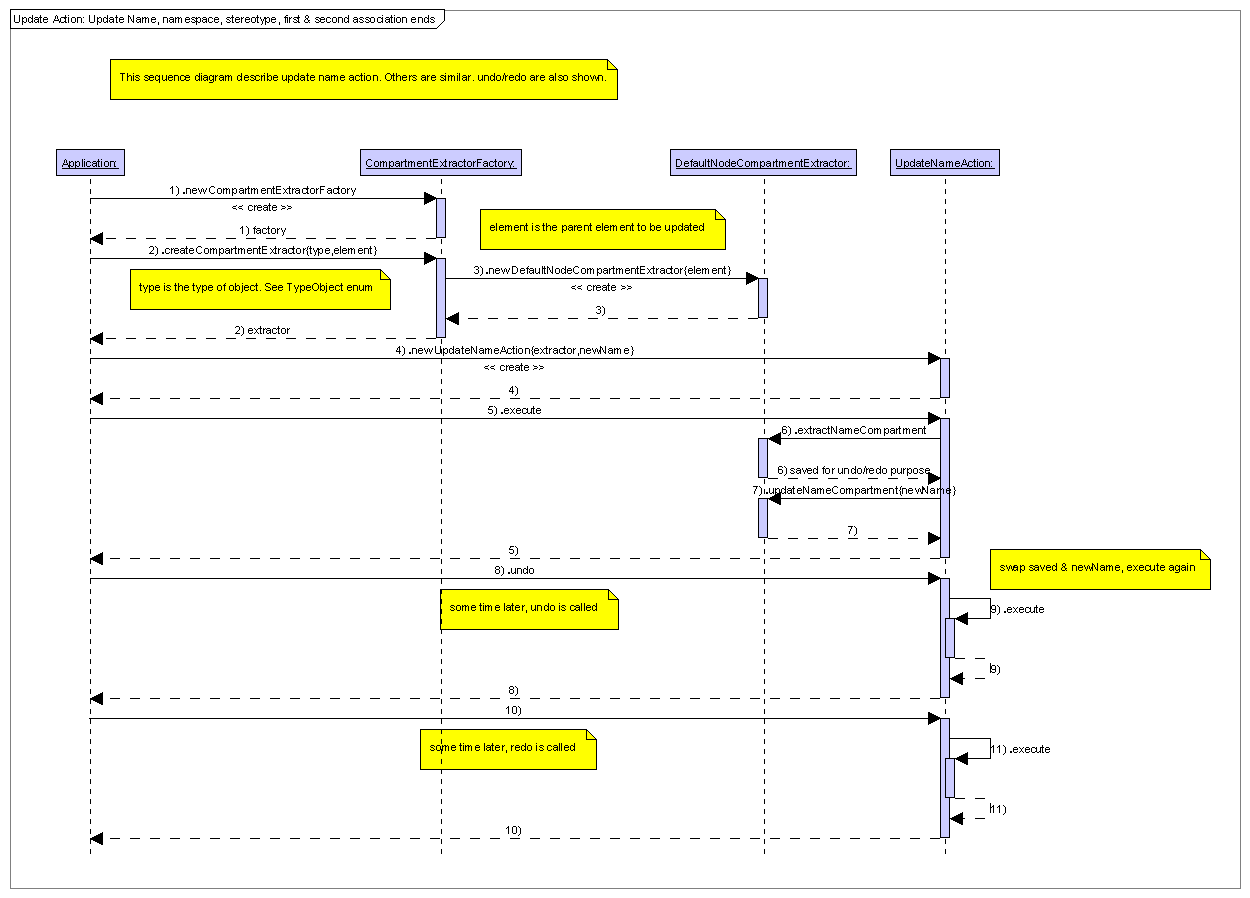 Update Action: Update Name, namespace, stereotype, first & second association ends
This sequence diagram describe update name action. Others are similar. undo/redo are also shown.
Application:
CompartmentExtractorFactory:
DefaultNodeCompartmentExtractor:
UpdateNameAction:
1) .newCompartmentExtractorFactory
<< create >>
element is the parent element to be updated
1) factory
2) .createCompartmentExtractor{type,element}
3) .newDefaultNodeCompartmentExtractor{element}
type is the type of object. See TypeObject enum
<< create >>
3)
2) extractor
4) .newUpdateNameAction{extractor,newName}
<< create >>
4)
5) .execute
6) .extractNameCompartment
6) saved for undo/redo purpose
7) .updateNameCompartment{newName}
7)
5)
swap saved & newName, execute again
8) .undo
some time later, undo is called
9) .execute
9)
8)
10)
some time later, redo is called
11) .execute
11)
10)